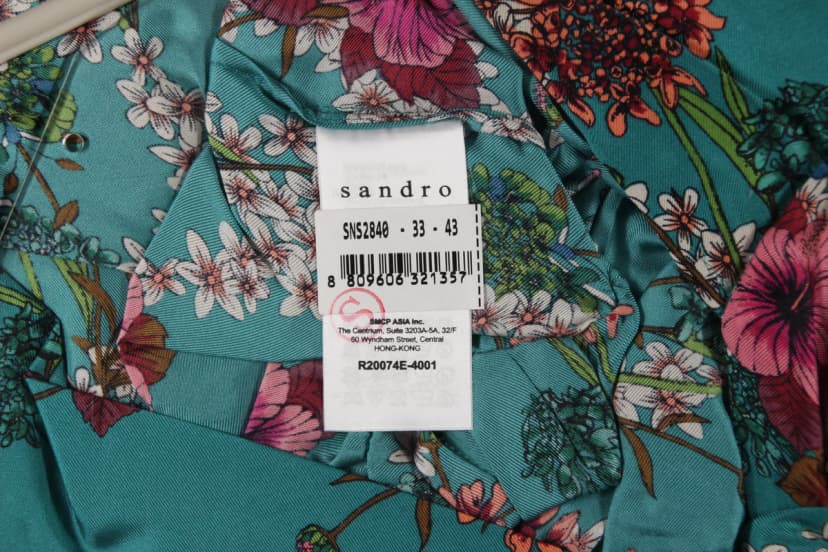 sandro
SNS2840 - 33 - 43
8 809606 321357
S
SMCP ASIA Inc.
The Centrium, Suite 3203A-5A, 32/F
60 Wyndham Street, Central
HONG-KONG
R20074E-4001